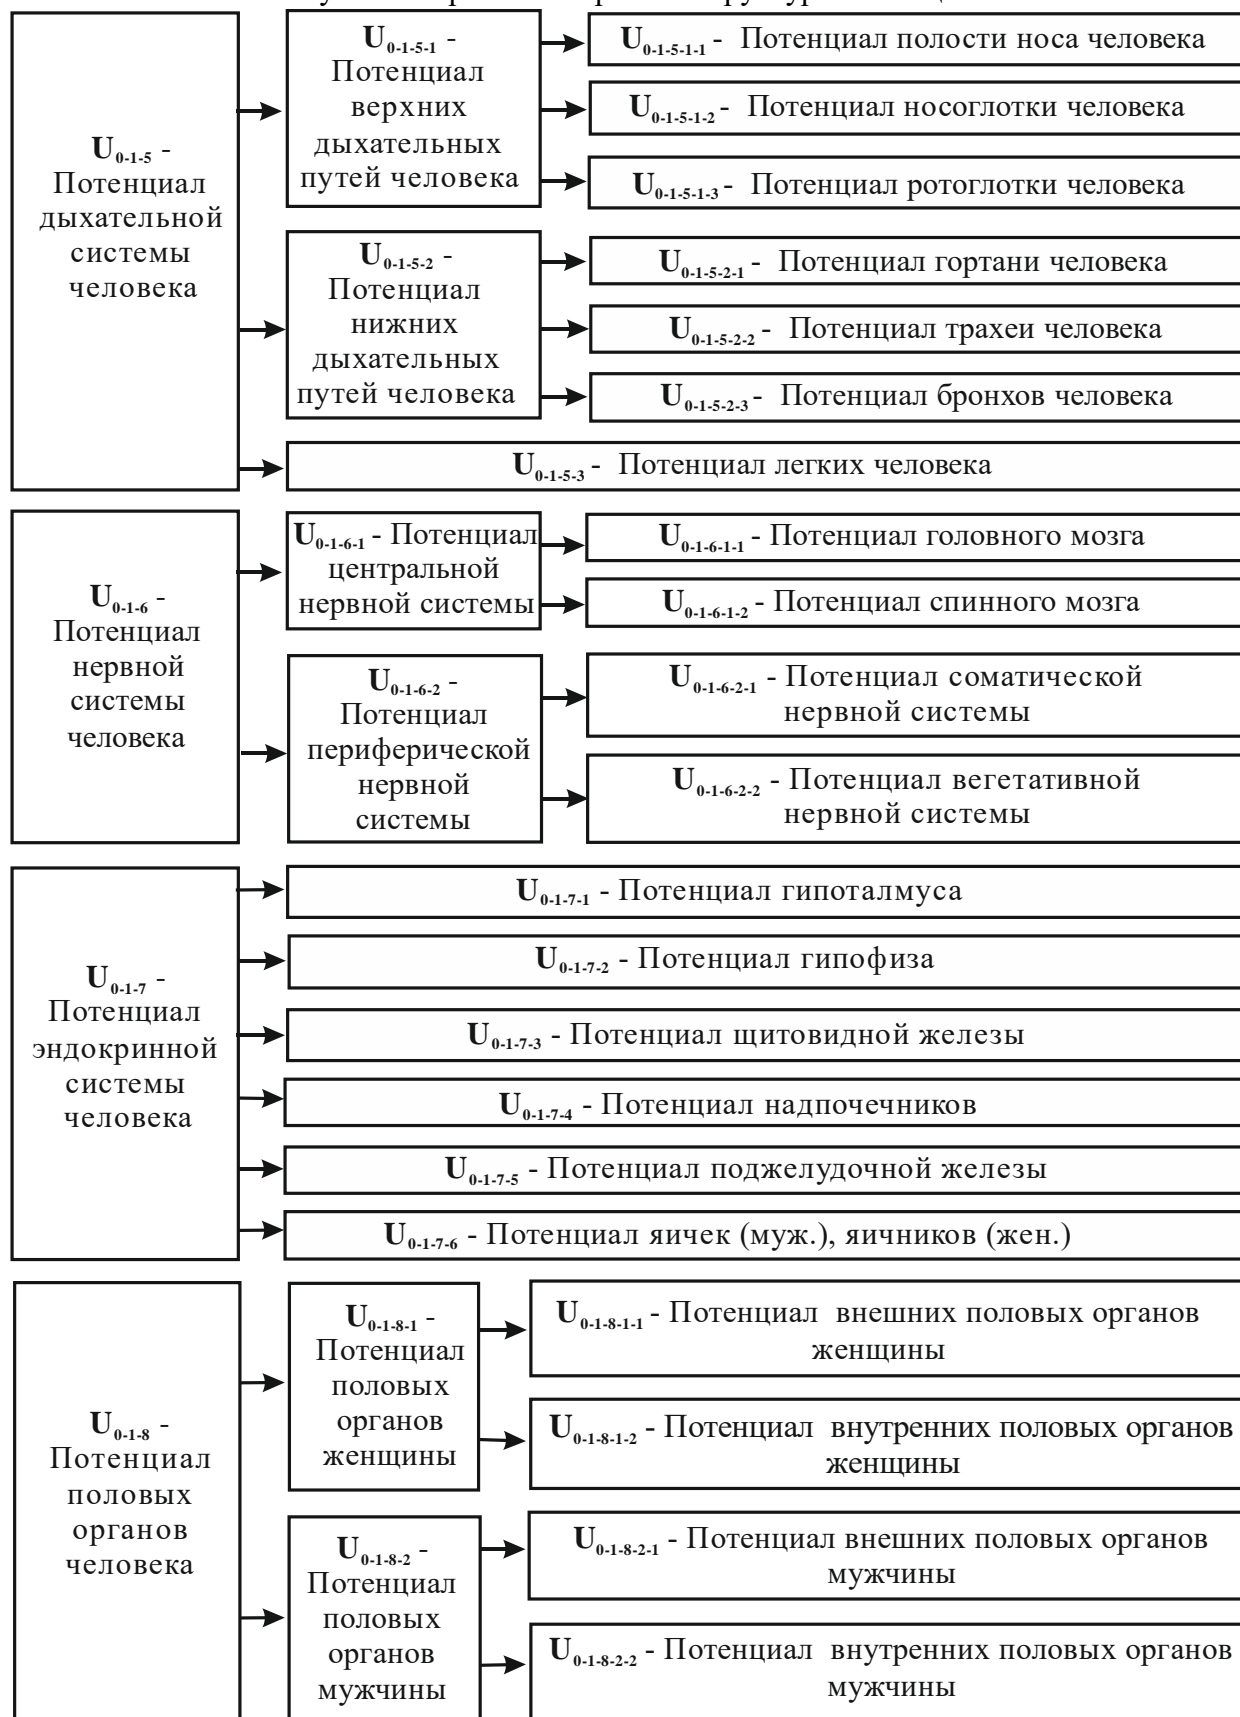 U0-1-5 -
Потенциал
дыхательной
системы
человека
U0-1-5-1 -
Потенциал
верхних
дыхательных
путей человека
U0-1-5-1-1 - Потенциал полости носа человека
U0-1-5-1-2 - Потенциал носоглотки человека
U0-1-5-1-3 - Потенциал ротоглотки человека
U0-1-5-2 -
Потенциал
нижних
дыхательных
путей человека
U0-1-5-2-1 - Потенциал гортани человека
U0-1-5-2-2 - Потенциал трахеи человека
U0-1-5-2-3 - Потенциал бронхов человека
U0-1-5-3 - Потенциал легких человека
U0-1-6 -
Потенциал
нервной
системы
человека
U0-1-6-1 - Потенциал
центральной
нервной системы
U0-1-6-1-1 - Потенциал головного мозга
U0-1-6-1-2 - Потенциал спинного мозга
U0-1-6-2 -
Потенциал
периферической
нервной
системы
U0-1-6-2-1 - Потенциал соматической
нервной системы
U0-1-6-2-2 - Потенциал вегетативной
нервной системы
U0-1-7 -
Потенциал
эндокринной
системы
человека
U0-1-7-1 - Потенциал гипоталмуса
U0-1-7-2 - Потенциал гипофиза
U0-1-7-3 - Потенциал щитовидной железы
U0-1-7-4 - Потенциал надпочечников
U0-1-7-5 - Потенциал поджелудочной железы
U0-1-7-6 - Потенциал яичек (муж.), яичников (жен.)
U0-1-8 -
Потенциал
половых
органов
человека
U0-1-8-1 -
Потенциал
половых
органов
женщины
U0-1-8-1-1 - Потенциал внешних половых органов
женщины
U0-1-8-1-2 - Потенциал внутренних половых органов
женщины
U0-1-8-2 -
Потенциал
половых
органов
мужчины
U0-1-8-2-1 - Потенциал внешних половых органов
мужчины
U0-1-8-2-2 - Потенциал внутренних половых органов
мужчины